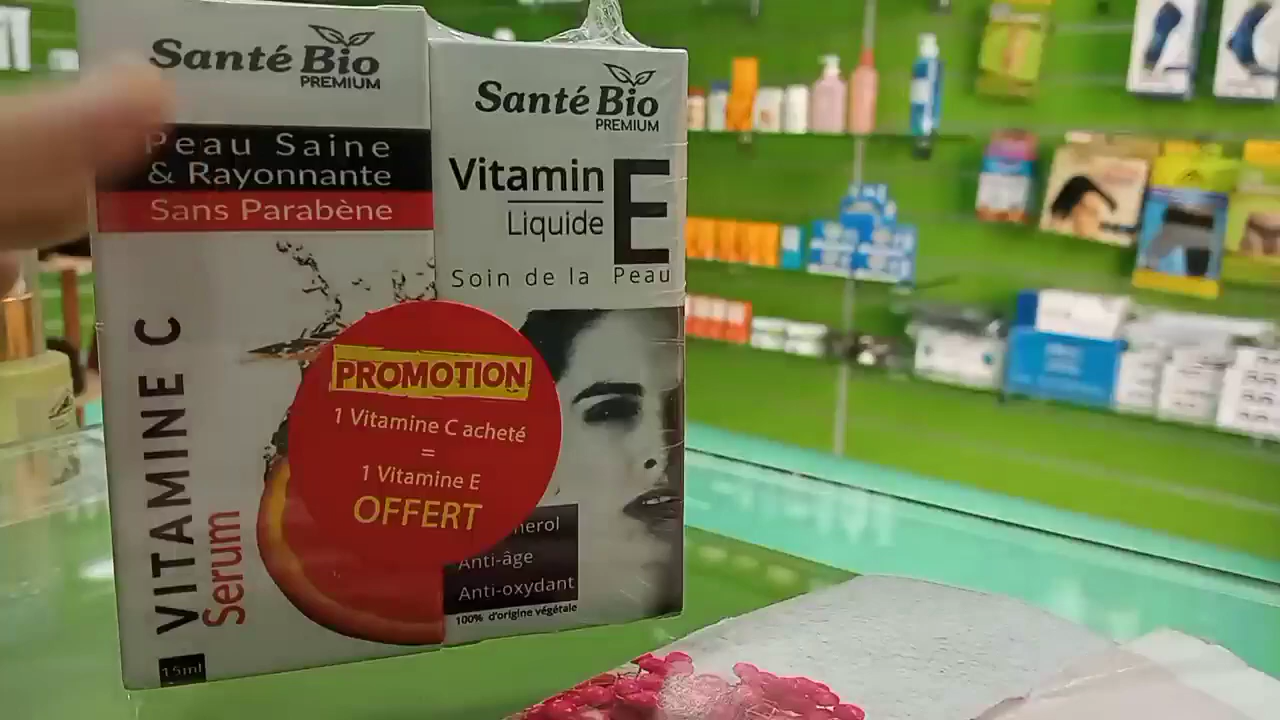 Santé Bio
PREMIUM
Peau Saine
& Rayonnante
Sans Parabène
VITAMINE C
Serum
15ml
Santé Bio
PREMIUM
Vitamin E
Liquide
Soin de la Peau
PROMOTION
1 Vitamine C acheté
=
1 Vitamine E
OFFERT
Anti-âge
Anti-oxydant
100% d'origine végétale